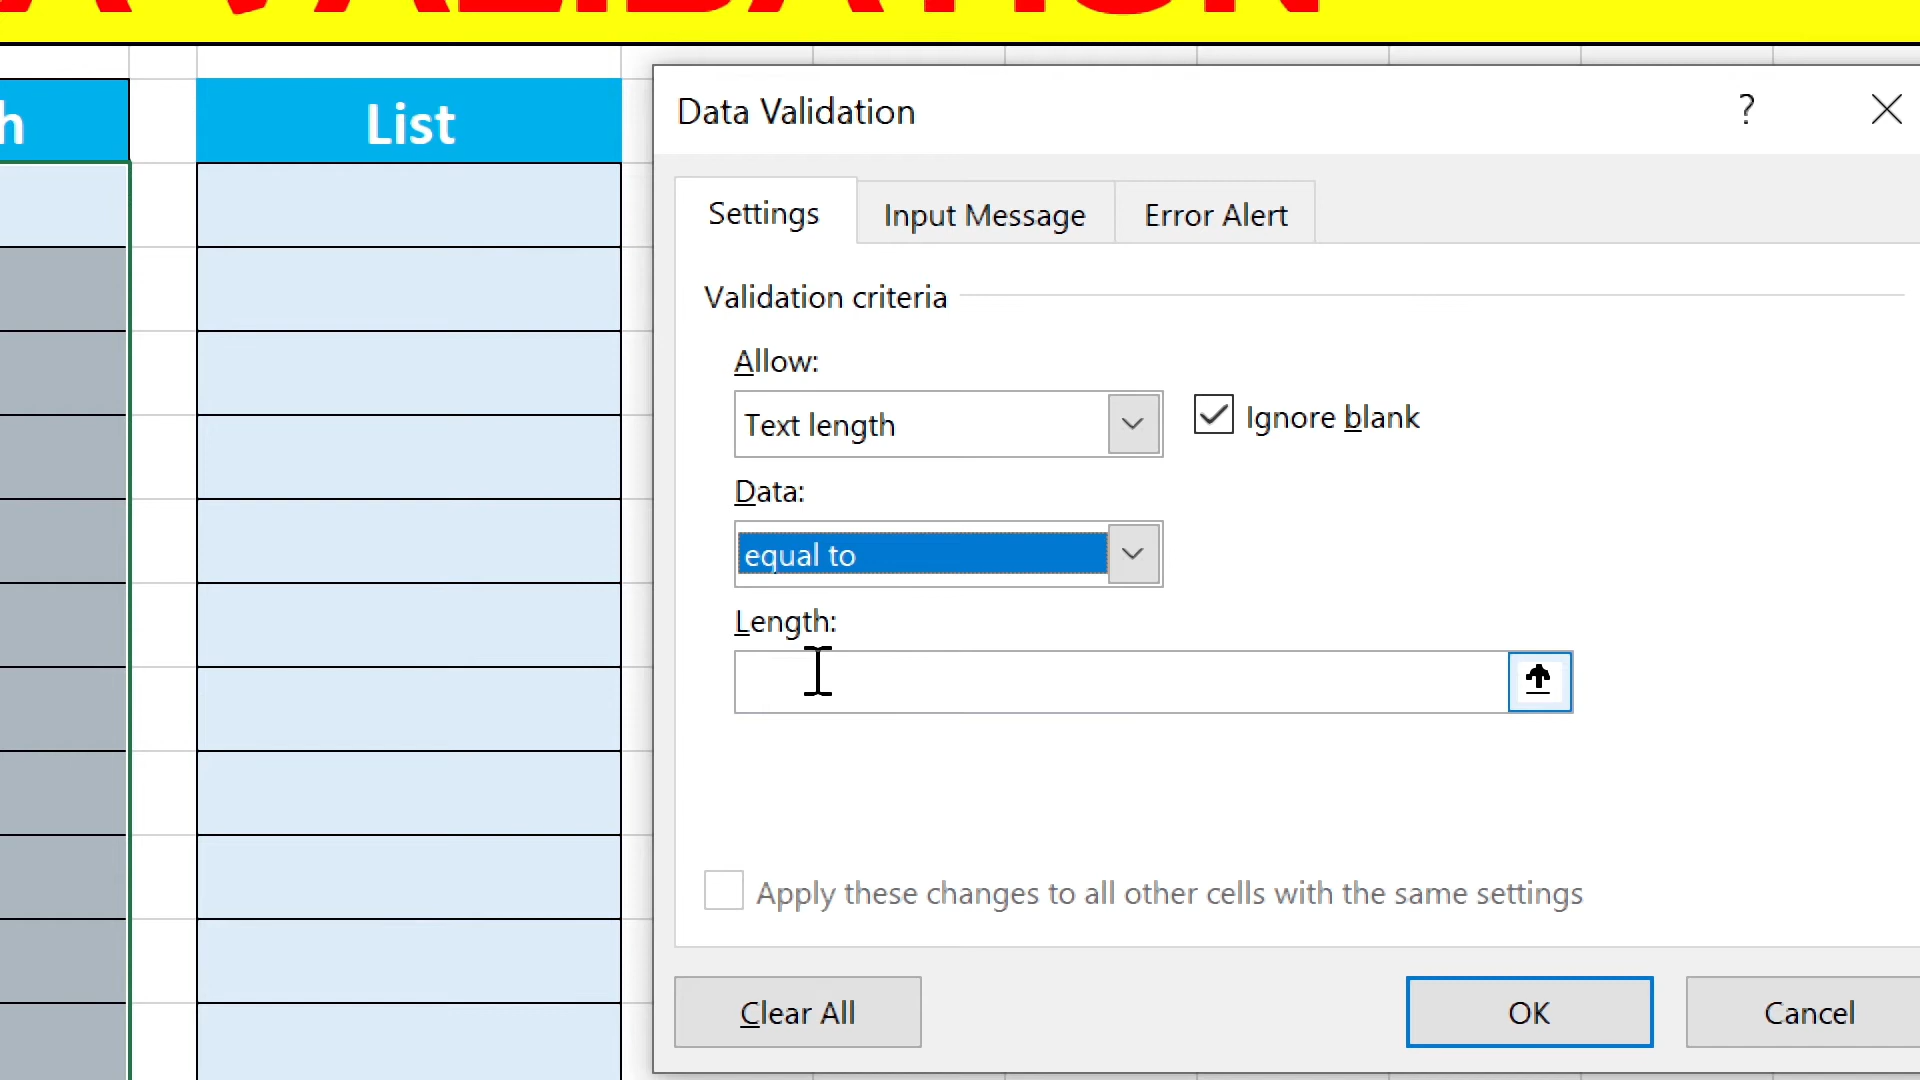 VALIDATION
h
List
Data Validation
?
Settings
Input Message
Error Alert
Validation criteria
Allow:
Text length
Ignore blank
Data:
equal to
Length:
Apply these changes to all other cells with the same settings
Clear All
OK
Cancel